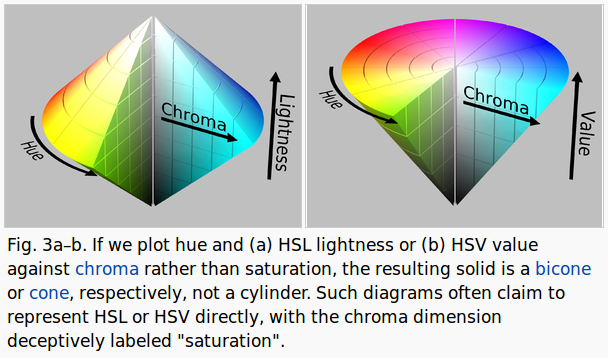 Hue
Chroma
Lightness
Hue
Chroma
Value
Fig. 3a–b. If we plot hue and (a) HSL lightness or (b) HSV value
against chroma rather than saturation, the resulting solid is a bicone
or cone, respectively, not a cylinder. Such diagrams often claim to
represent HSL or HSV directly, with the chroma dimension
deceptively labeled "saturation".